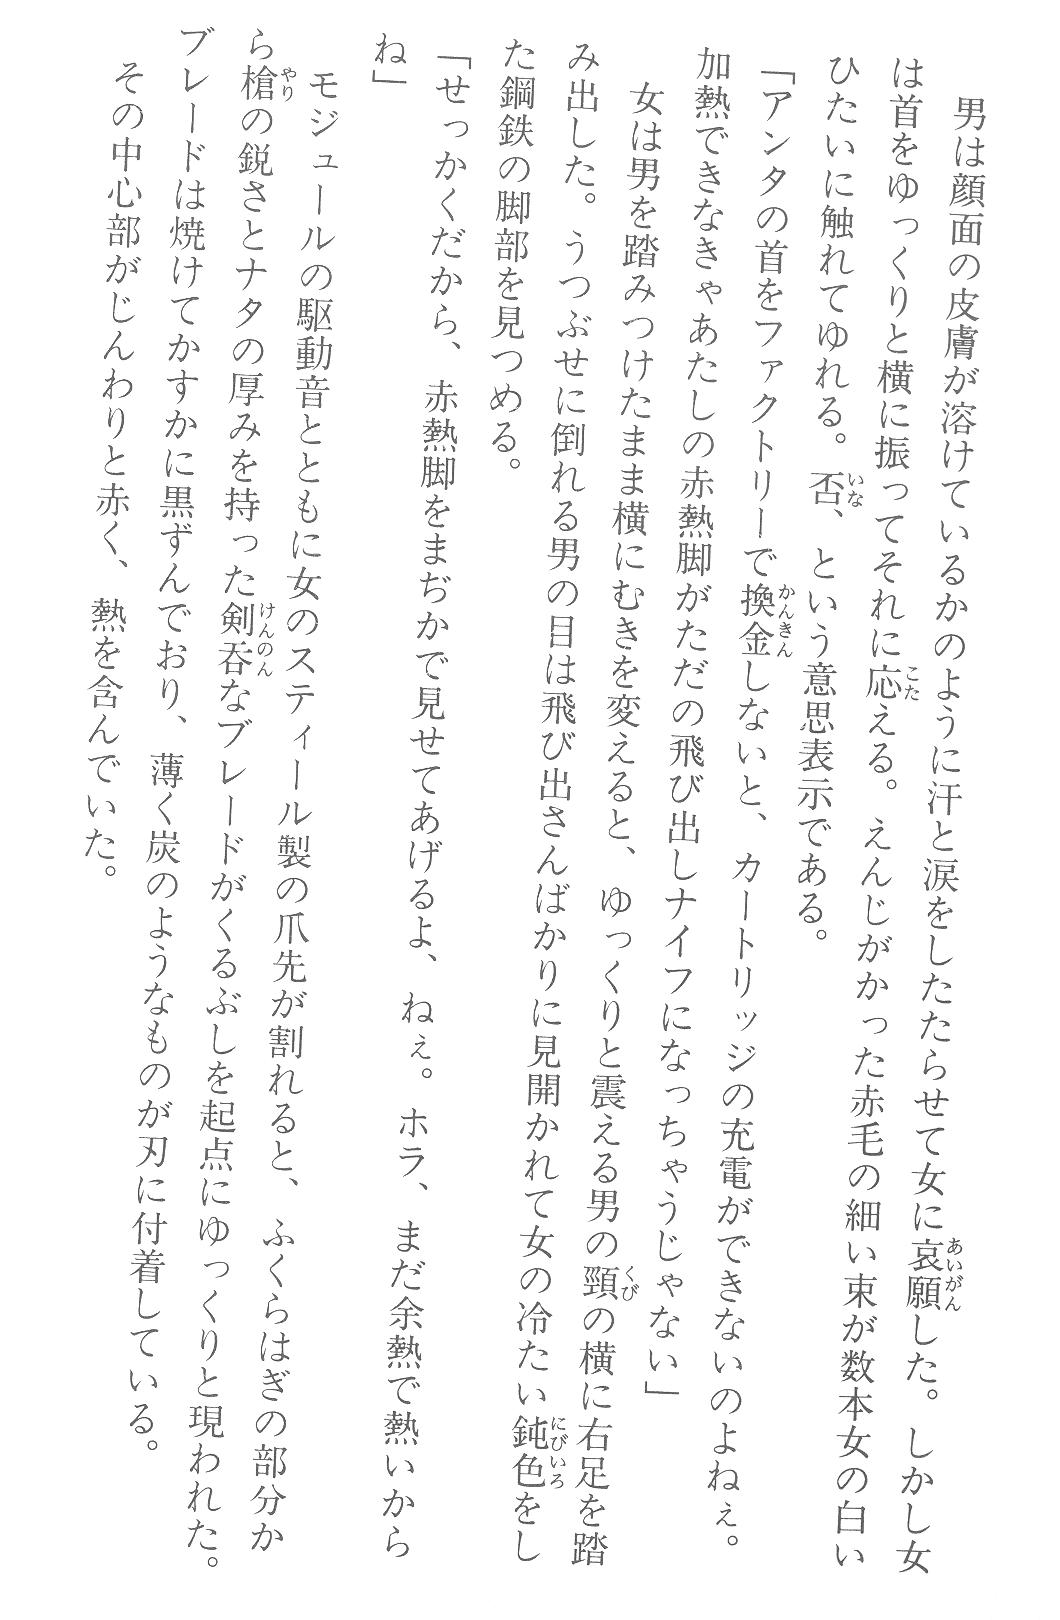 男は顔面の皮膚が溶けているかのように汗と涙をしたたらせて女に哀願した。しかし女
は首をゆっくりと横に振ってそれに応える。えんじがかった赤毛の細い束が数本女の白い
ひたいに触れてゆれる。否、という意思表示である。
「アンタの首をファクトリーで換金しないと、カートリッジの充電ができないのよねぇ。
加熱できなきゃあたしの赤熱脚がただの飛び出しナイフになっちゃうじゃない」
女は男を踏みつけたまま横にむきを変えると、ゆっくりと震える男の頸の横に右足を踏
み出した。うつぶせに倒れる男の目は飛び出さんばかりに見開かれて女の冷たい鈍色をし
た鋼鉄の脚部を見つめる。
「せっかくだから、赤熱脚をまぢかで見せてあげるよ、ねぇ。ホラ、まだ余熱で熱いから
ね」
モジュールの駆動音とともに女のスティール製の爪先が割れると、ふくらはぎの部分か
ら槍の鋭さとナタの厚みを持った剣呑なブレードがくるぶしを起点にゆっくりと現われた。
ブレードは焼けてかすかに黒ずんでおり、薄く炭のようなものが刃に付着している。
その中心部がじんわりと赤く、熱を含んでいた。